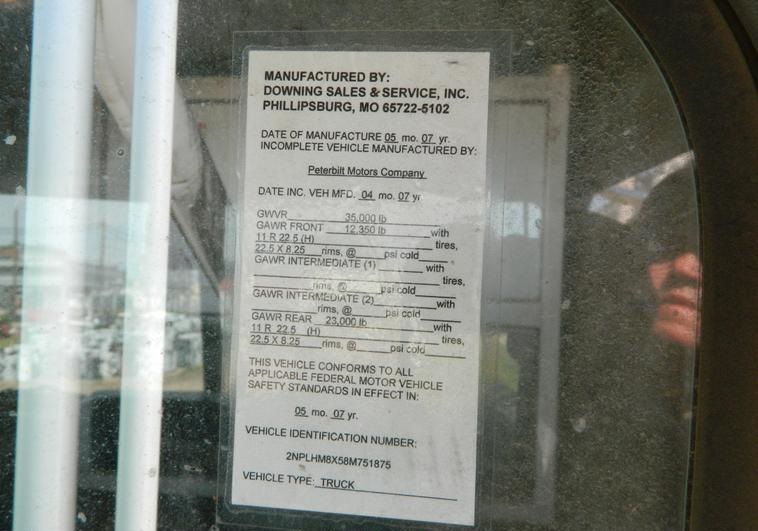 MANUFACTURED BY:
DOWNING SALES & SERVICE, INC.
PHILLIPSBURG, MO 65722-5102
DATE OF MANUFACTURE 05 mo. 07 yr.
INCOMPLETE VEHICLE MANUFACTURED BY:
Peterbilt Motors Company
DATE INC. VEH MFD. 04 mo. 07 yr
GWVR 35,000 lb
GAWR FRONT 12,350 lb with
11 R 22.5 (H) tires,
22.5 X 8.25 rims, @ psi cold
GAWR INTERMEDIATE (1) with
tires,
rims, @ psi cold
GAWR INTERMEDIATE (2) with
rims, @ psi cold
GAWR REAR 23,000 lb with
11 R 22.5 (H) tires,
22.5 X 8.25 rims, @ psi cold
THIS VEHICLE CONFORMS TO ALL
APPLICABLE FEDERAL MOTOR VEHICLE
SAFETY STANDARDS IN EFFECT IN:
05 mo. 07 yr.
VEHICLE IDENTIFICATION NUMBER:
2NPLHM8X58M751875
VEHICLE TYPE: TRUCK